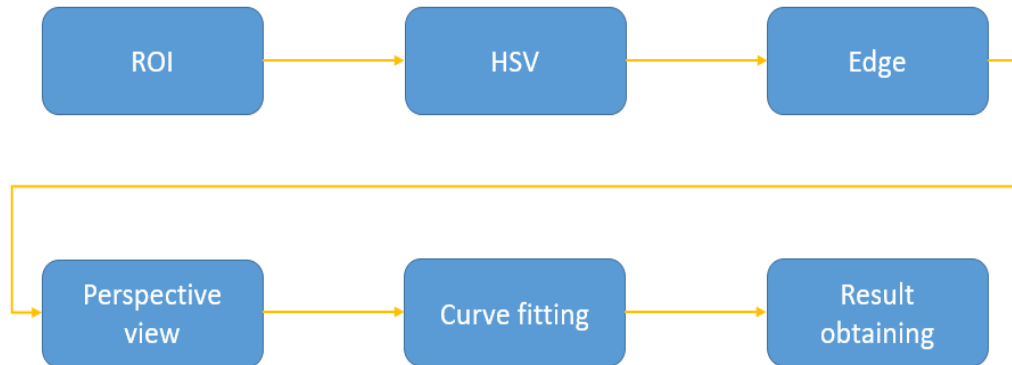 ROI
HSV
Edge
Perspective
view
Curve fitting
Result
obtaining